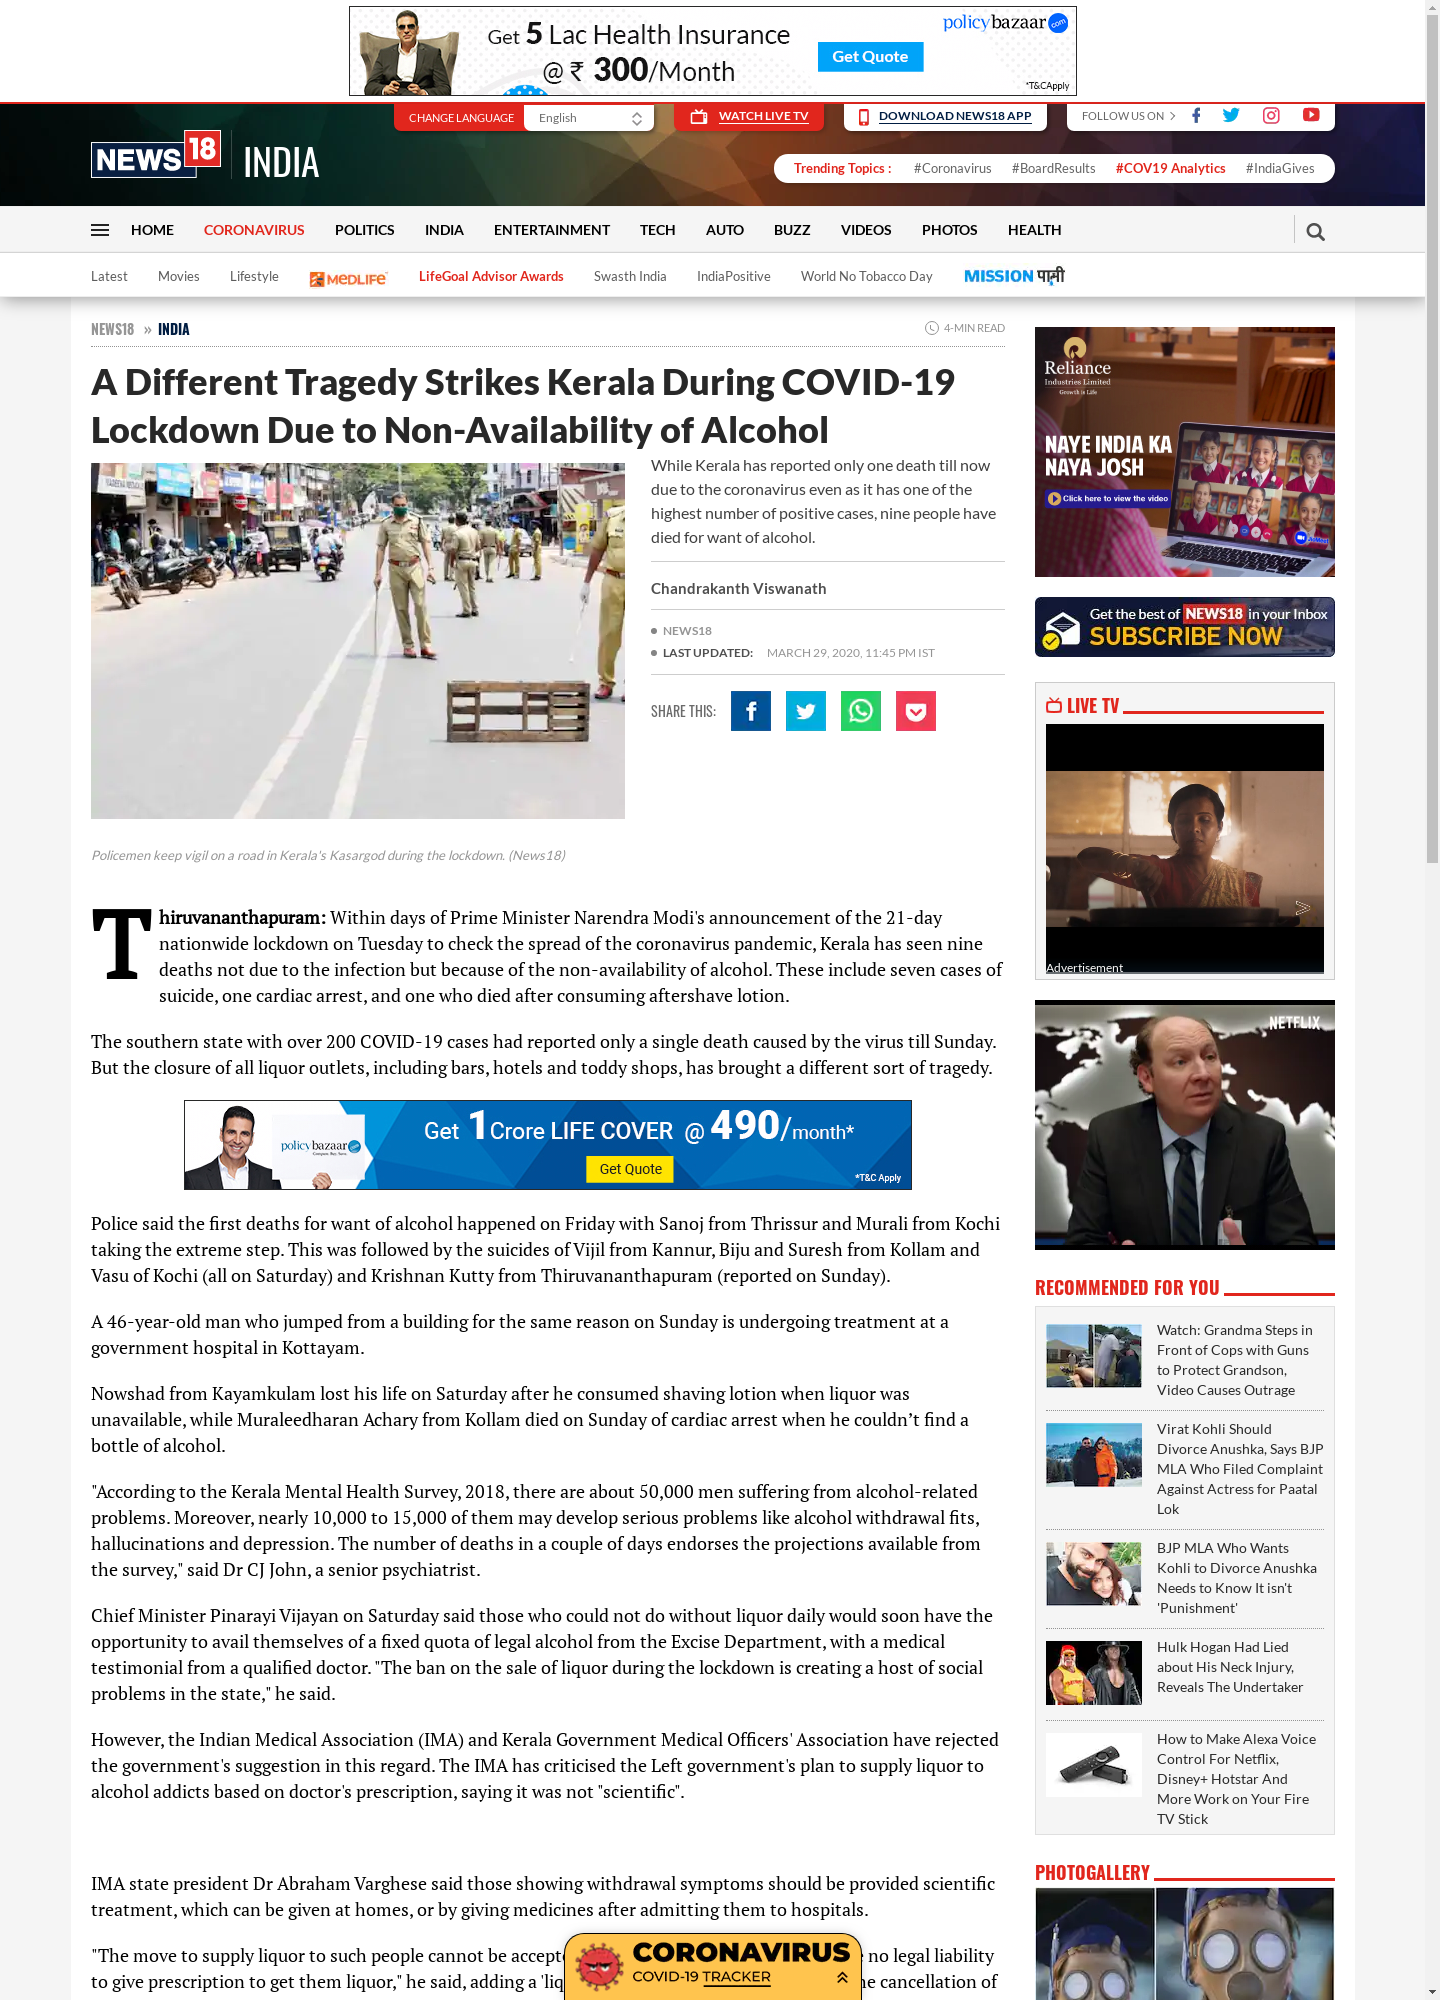 Get 5 Lac Health Insurance
@ ₹ 300/Month
Get Quote
policybazaar.com
*T&CApply
CHANGE LANGUAGE
English
WATCH LIVE TV
DOWNLOAD NEWS18 APP
FOLLOW US ON
NEWS18 INDIA
Trending Topics : #Coronavirus #BoardResults #COV19 Analytics #IndiaGives
HOME CORONAVIRUS POLITICS INDIA ENTERTAINMENT TECH AUTO BUZZ VIDEOS PHOTOS HEALTH
Latest Movies Lifestyle MEDLIFE LifeGoal Advisor Awards Swasth India IndiaPositive World No Tobacco Day MISSION पानी
NEWS18 » INDIA
4-MIN READ
A Different Tragedy Strikes Kerala During COVID-19
Lockdown Due to Non-Availability of Alcohol
While Kerala has reported only one death till now
due to the coronavirus even as it has one of the
highest number of positive cases, nine people have
died for want of alcohol.
Chandrakanth Viswanath
NEWS18
LAST UPDATED: MARCH 29, 2020, 11:45 PM IST
SHARE THIS:
Policemen keep vigil on a road in Kerala's Kasargod during the lockdown. (News18)
Thiruvananthapuram: Within days of Prime Minister Narendra Modi's announcement of the 21-day
nationwide lockdown on Tuesday to check the spread of the coronavirus pandemic, Kerala has seen nine
deaths not due to the infection but because of the non-availability of alcohol. These include seven cases of
suicide, one cardiac arrest, and one who died after consuming aftershave lotion.
The southern state with over 200 COVID-19 cases had reported only a single death caused by the virus till Sunday.
But the closure of all liquor outlets, including bars, hotels and toddy shops, has brought a different sort of tragedy.
policybazaar
Get 1 Crore LIFE COVER @ 490/month*
Get Quote
*T&C Apply
Police said the first deaths for want of alcohol happened on Friday with Sanoj from Thrissur and Murali from Kochi
taking the extreme step. This was followed by the suicides of Vijil from Kannur, Biju and Suresh from Kollam and
Vasu of Kochi (all on Saturday) and Krishnan Kutty from Thiruvananthapuram (reported on Sunday).
A 46-year-old man who jumped from a building for the same reason on Sunday is undergoing treatment at a
government hospital in Kottayam.
Nowshad from Kayamkulam lost his life on Saturday after he consumed shaving lotion when liquor was
unavailable, while Muraleedharan Achary from Kollam died on Sunday of cardiac arrest when he couldn’t find a
bottle of alcohol.
"According to the Kerala Mental Health Survey, 2018, there are about 50,000 men suffering from alcohol-related
problems. Moreover, nearly 10,000 to 15,000 of them may develop serious problems like alcohol withdrawal fits,
hallucinations and depression. The number of deaths in a couple of days endorses the projections available from
the survey," said Dr CJ John, a senior psychiatrist.
Chief Minister Pinarayi Vijayan on Saturday said those who could not do without liquor daily would soon have the
opportunity to avail themselves of a fixed quota of legal alcohol from the Excise Department, with a medical
testimonial from a qualified doctor. "The ban on the sale of liquor during the lockdown is creating a host of social
problems in the state," he said.
However, the Indian Medical Association (IMA) and Kerala Government Medical Officers' Association have rejected
the government's suggestion in this regard. The IMA has criticised the Left government's plan to supply liquor to
alcohol addicts based on doctor's prescription, saying it was not "scientific".
IMA state president Dr Abraham Varghese said those showing withdrawal symptoms should be provided scientific
treatment, which can be given at homes, or by giving medicines after admitting them to hospitals.
"The move to supply liquor to such people cannot be accept no legal liability
to give prescription to get them liquor," he said, adding a cancellation of
CORONAVIRUS
COVID-19 TRACKER
Reliance
Industries Limited
Growth is Life
NAYE INDIA KA
NAYA JOSH
Click here to view the video
JioMeet
Get the best of NEWS18 in your Inbox
SUBSCRIBE NOW
LIVE TV
Advertisement
NETFLIX
RECOMMENDED FOR YOU
Watch: Grandma Steps in
Front of Cops with Guns
to Protect Grandson,
Video Causes Outrage
Virat Kohli Should
Divorce Anushka, Says BJP
MLA Who Filed Complaint
Against Actress for Paatal
Lok
BJP MLA Who Wants
Kohli to Divorce Anushka
Needs to Know It isn't
'Punishment'
Hulk Hogan Had Lied
about His Neck Injury,
Reveals The Undertaker
How to Make Alexa Voice
Control For Netflix,
Disney+ Hotstar And
More Work on Your Fire
TV Stick
PHOTOGALLERY